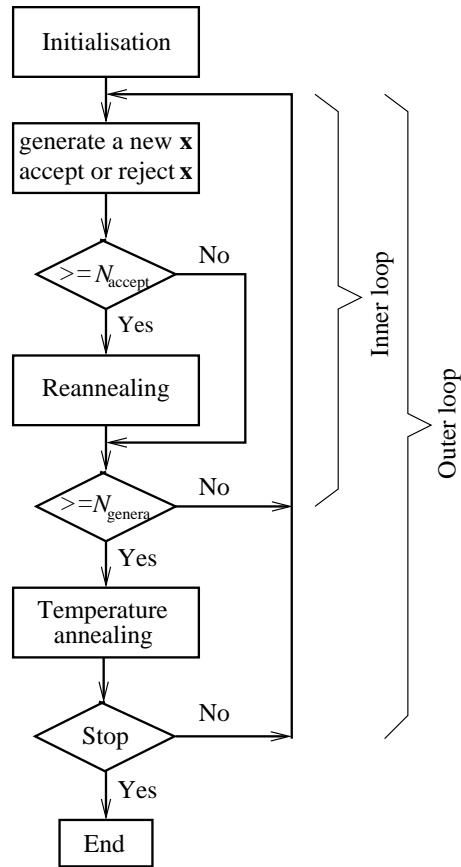 Initialisation
generate a new x
accept or reject x
>= Naccept
No
Yes
Reannealing
>=Ngenera
No
Yes
Temperature
annealing
Stop
No
Yes
End
Inner loop
Outer loop